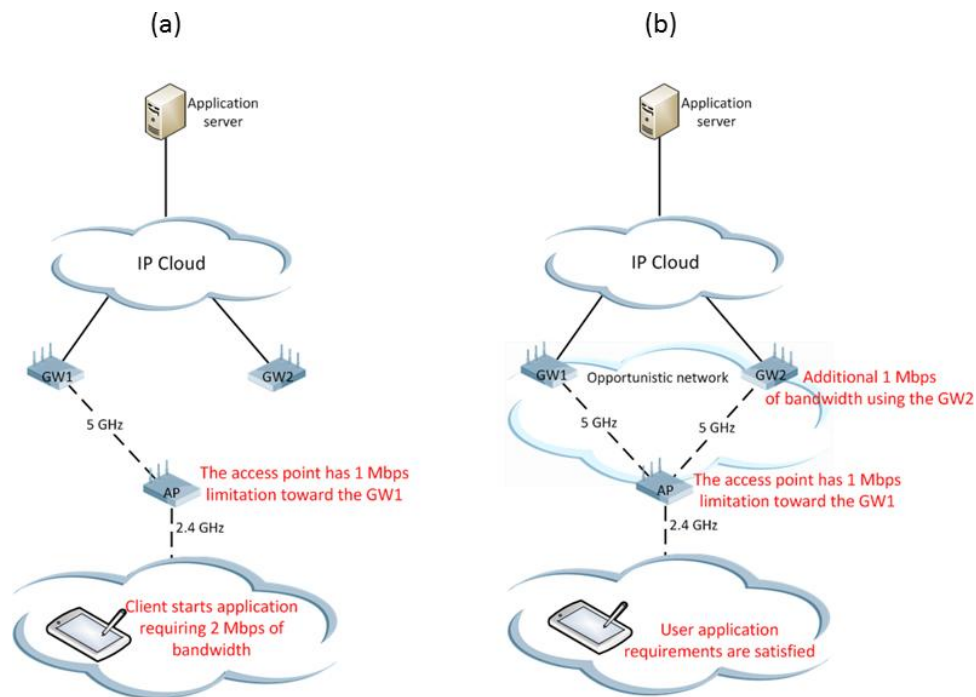 (a)
Application
server
IP Cloud
GW1
GW2
5 GHz
The access point has 1 Mbps
limitation toward the GW1
AP
2.4 GHz
Client starts application
requiring 2 Mbps of
bandwidth
(b)
Application
server
IP Cloud
GW1
Opportunistic network
GW2
Additional 1 Mbps
of bandwidth using the GW2
5 GHz
5 GHz
The access point has 1 Mbps
limitation toward the GW1
AP
2.4 GHz
User application
requirements are satisfied